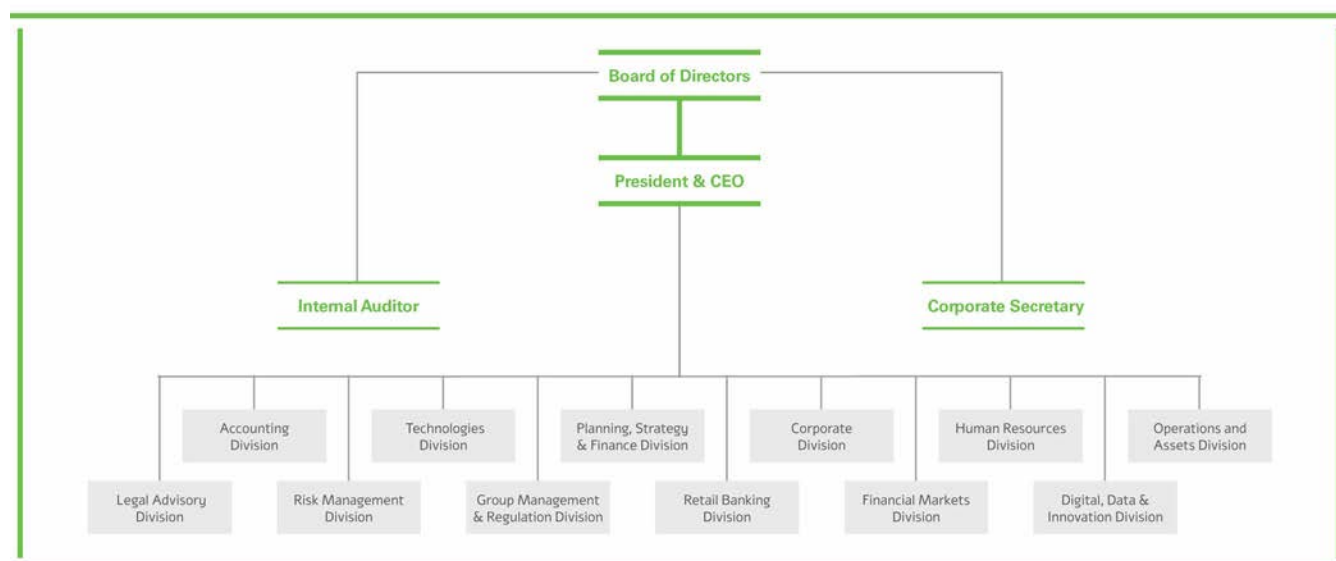 Board of Directors
President & CEO
Internal Auditor
Corporate Secretary
Accounting
Division
Technologies
Division
Planning, Strategy
& Finance Division
Corporate
Division
Human Resources
Division
Operations and
Assets Division
Legal Advisory
Division
Risk Management
Division
Group Management
& Regulation Division
Retail Banking
Division
Financial Markets
Division
Digital, Data &
Innovation Division